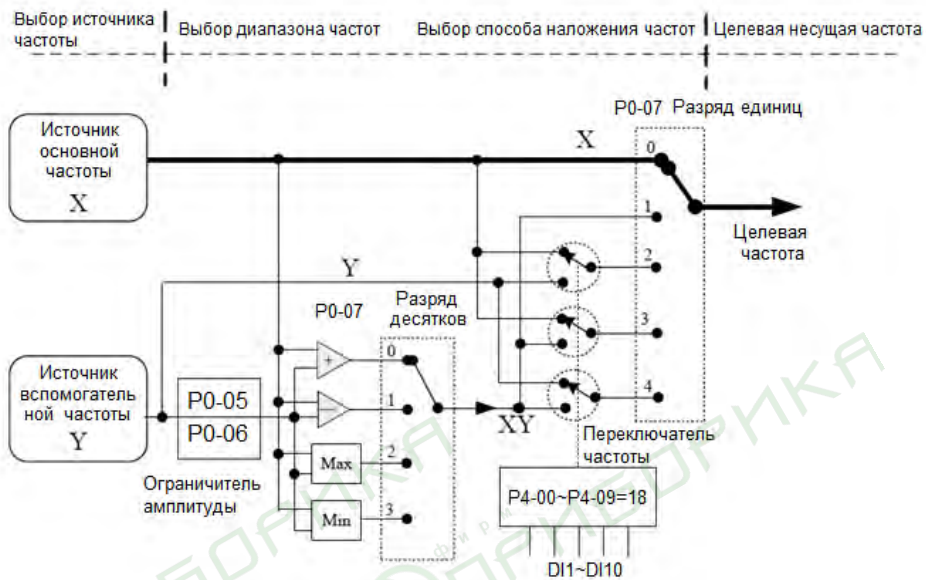 Выбор источника
частоты
Выбор диапазона частот
Выбор способа наложения частот
Целевая несущая частота
P0-07 Разряд единиц
Источник
основной
частоты
X
X
0
1
2
3
4
Целевая
частота
Y
P0-07
Разряд
десятков
0
1
2
3
+
−
Max
Min
Источник
вспомогатель
ной частоты
Y
P0-05
P0-06
Ограничитель
амплитуды
XY
Переключатель
частоты
P4-00~P4-09=18
DI1~DI10